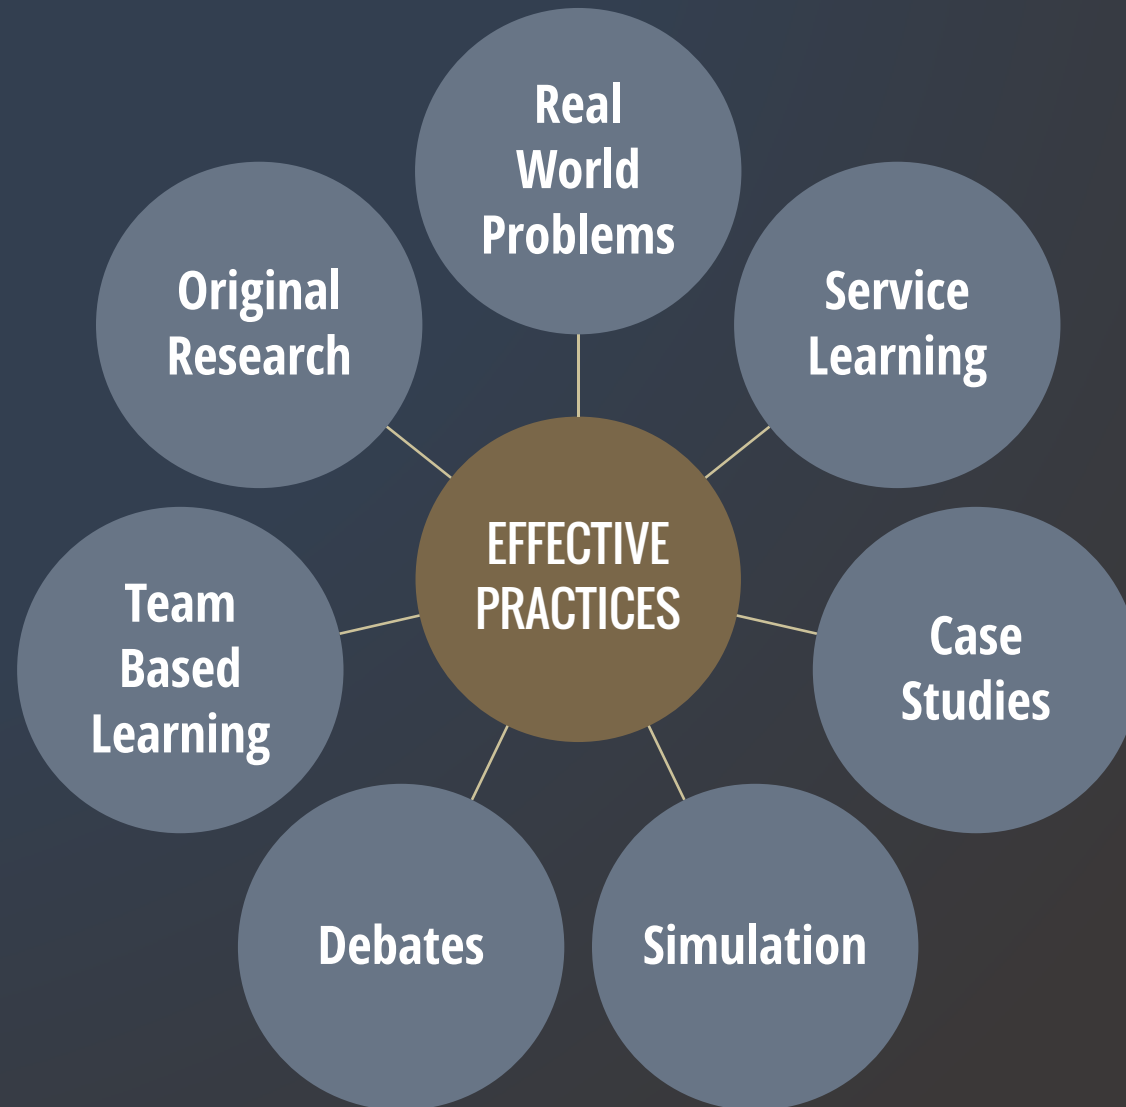 Real
World
Problems
Service
Learning
Case
Studies
Simulation
Debates
Team
Based
Learning
Original
Research
EFFECTIVE
PRACTICES